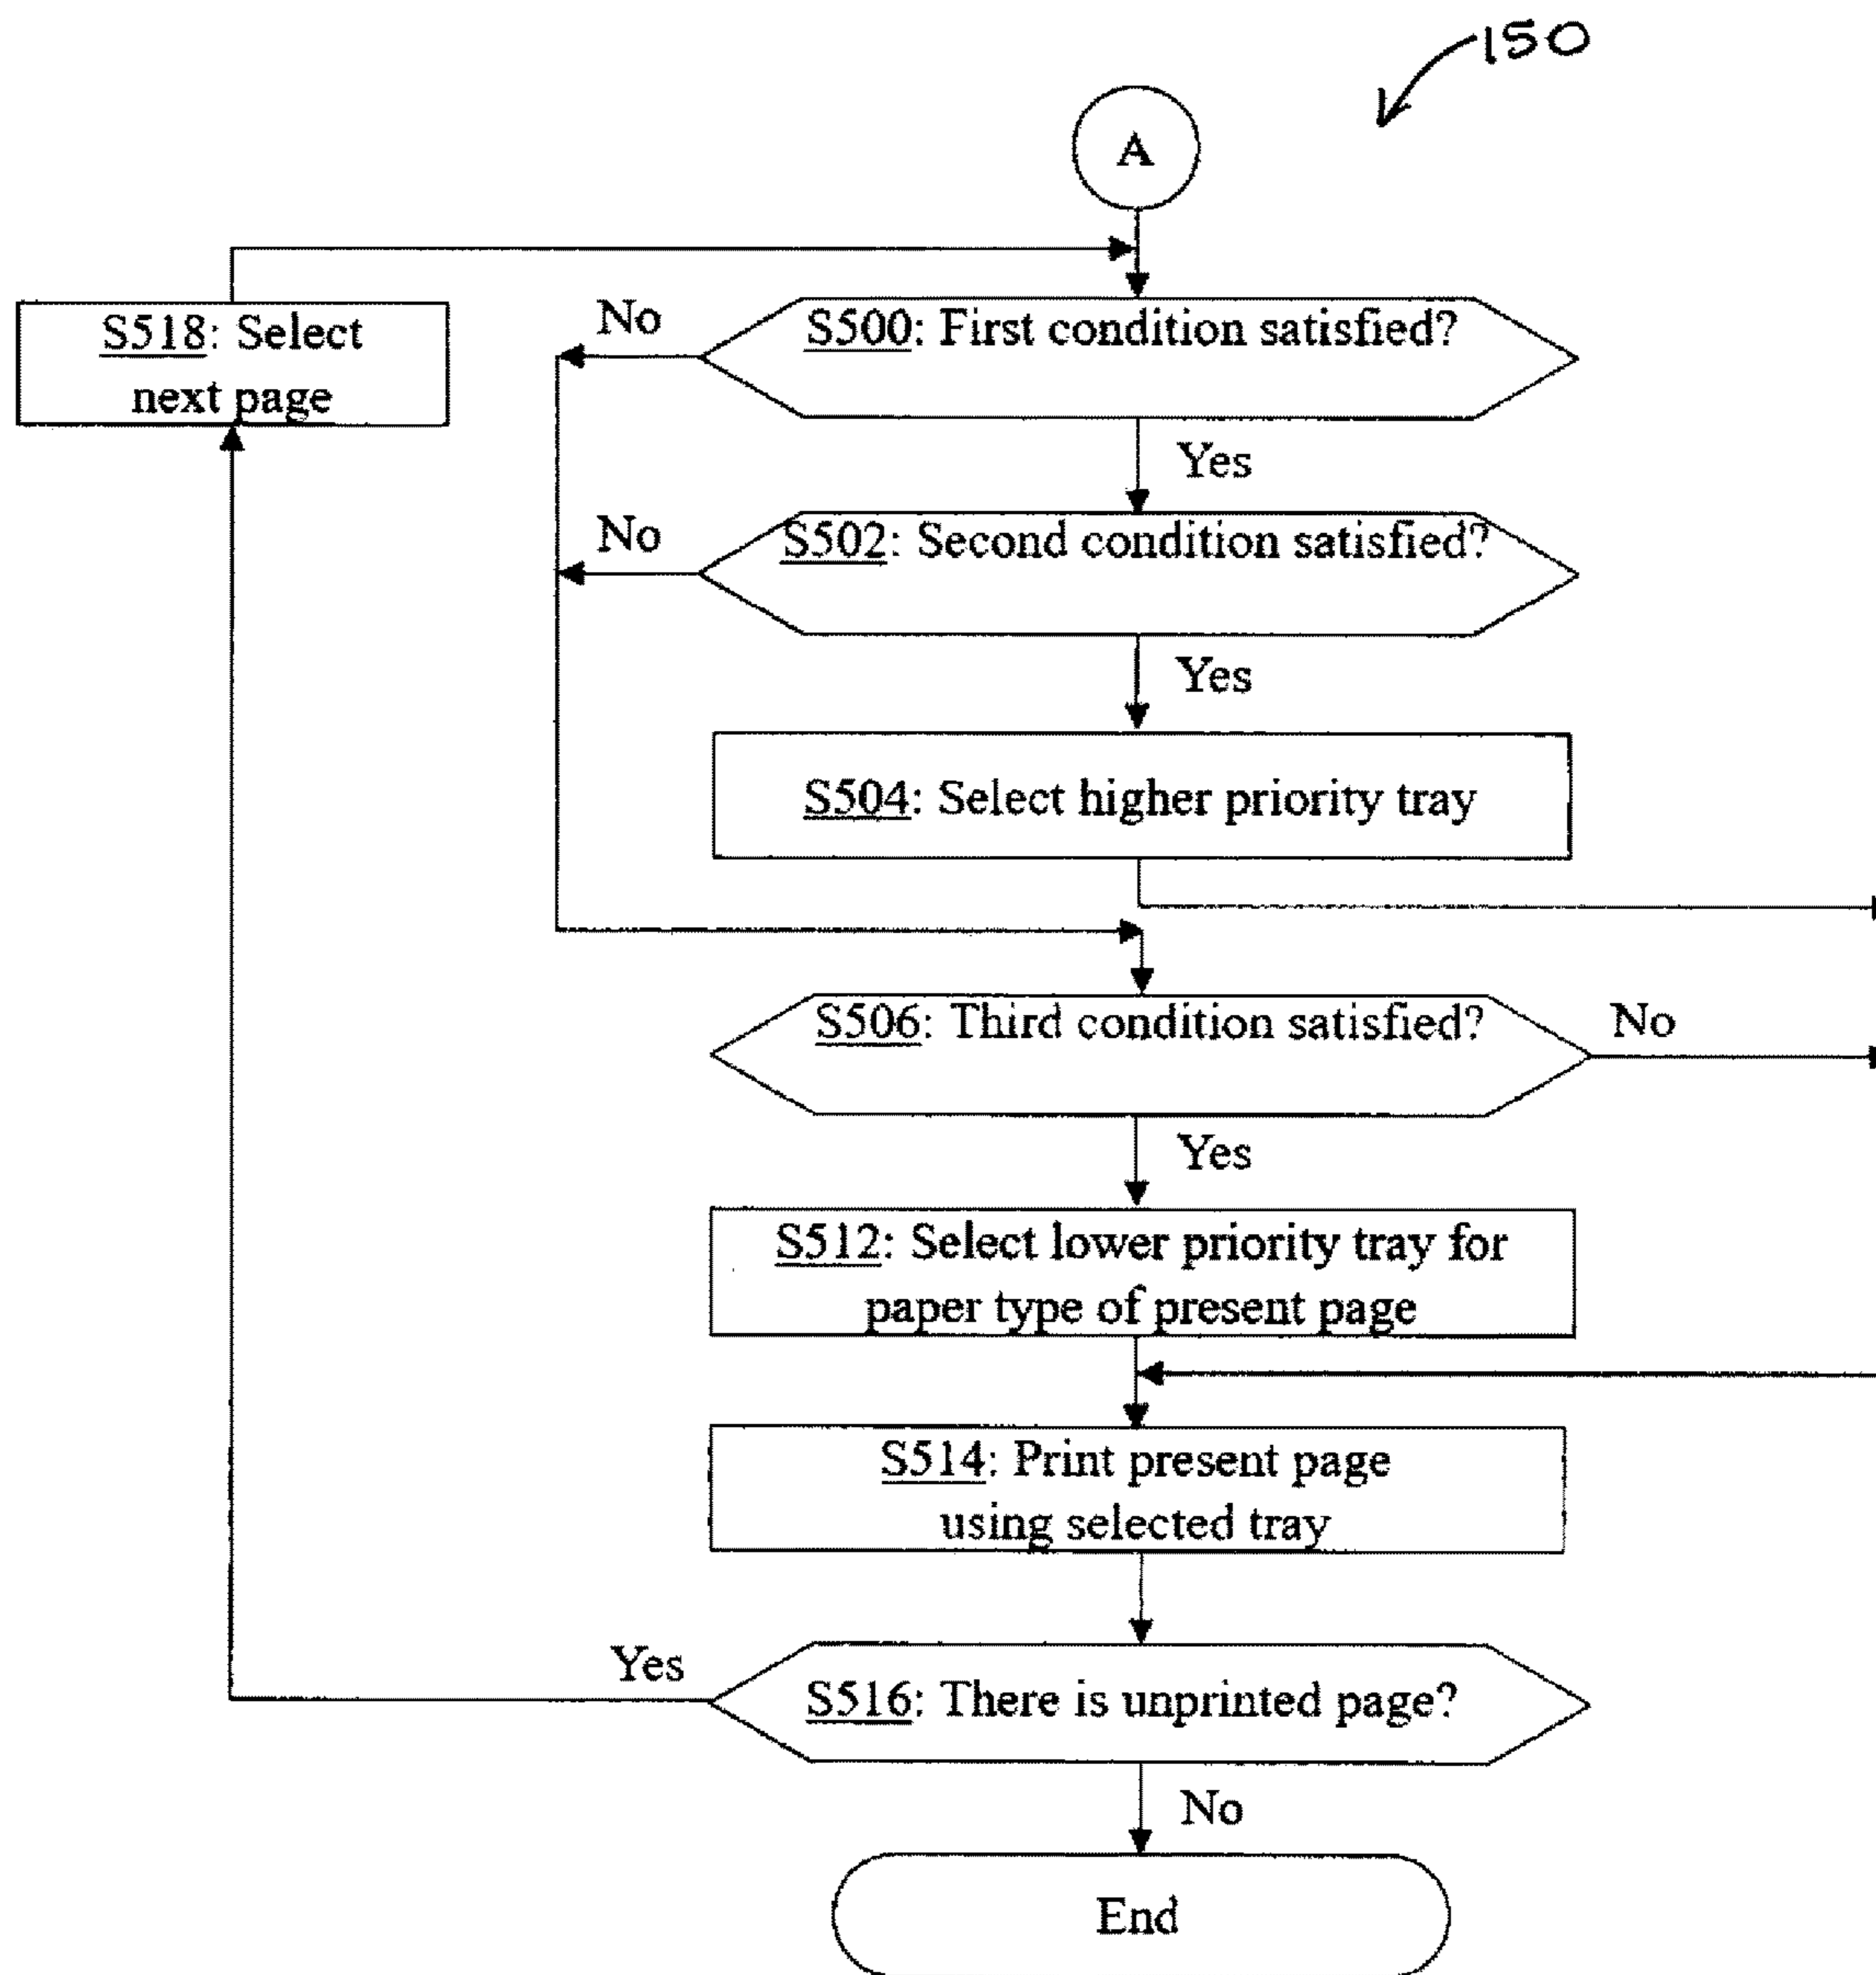 150
A
S518: Select
next page
No
S500: First condition satisfied?
Yes
No
S502: Second condition satisfied?
Yes
S504: Select higher priority tray
S506: Third condition satisfied?
No
Yes
S512: Select lower priority tray for
paper type of present page
S514: Print present page
using selected tray
Yes
S516: There is unprinted page?
No
End